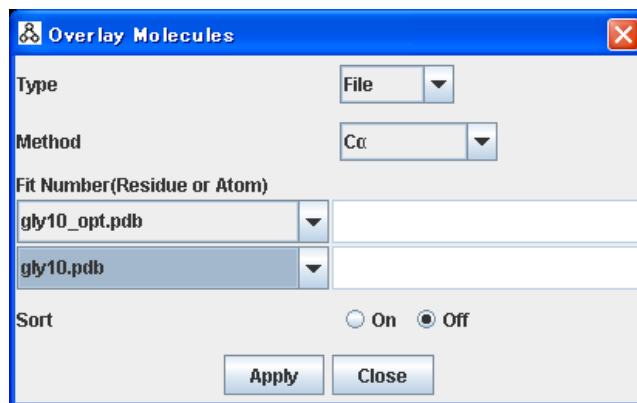 Overlay Molecules
Type File
Method Cα
Fit Number(Residue or Atom)
gly10_opt.pdb
gly10.pdb
Sort On Off
Apply Close